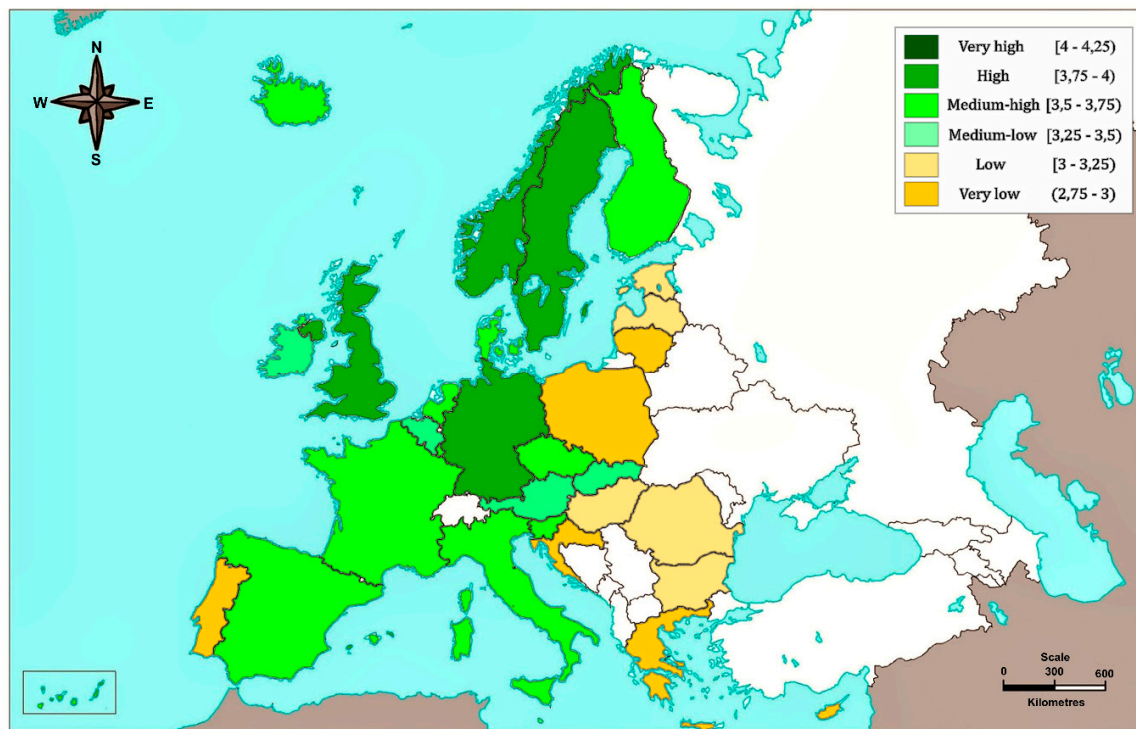 N
W E
S
Very high [4 - 4,25)
High [3,75 - 4)
Medium-high [3,5 - 3,75)
Medium-low [3,25 - 3,5)
Low [3 - 3,25)
Very low (2,75 - 3)
Scale
0 300 600
Kilometres